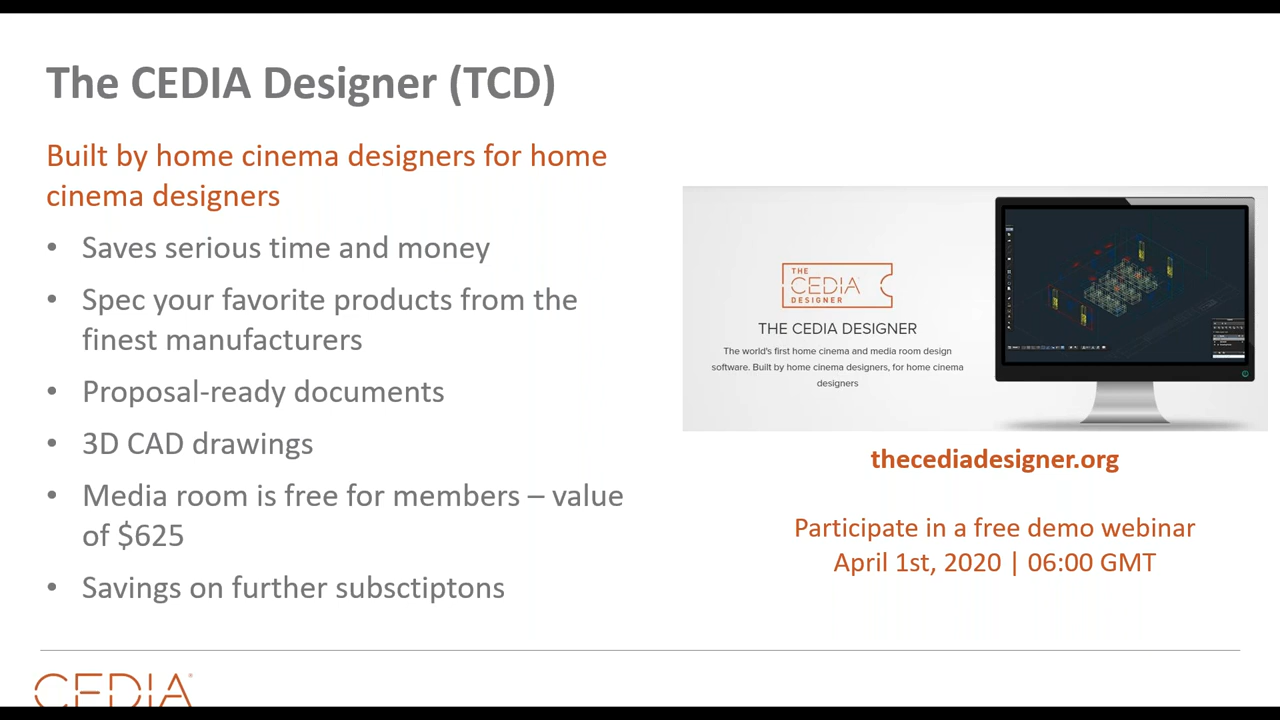 The CEDIA Designer (TCD)
Built by home cinema designers for home
cinema designers
• Saves serious time and money
• Spec your favorite products from the
finest manufacturers
• Proposal-ready documents
• 3D CAD drawings
• Media room is free for members – value
of $625
• Savings on further subsctiptons
THE
CEDIA
DESIGNER
THE CEDIA DESIGNER
The world's first home cinema and media room design
software. Built by home cinema designers, for home cinema
designers
thecediadesigner.org
Participate in a free demo webinar
April 1st, 2020 | 06:00 GMT
CEDIA®